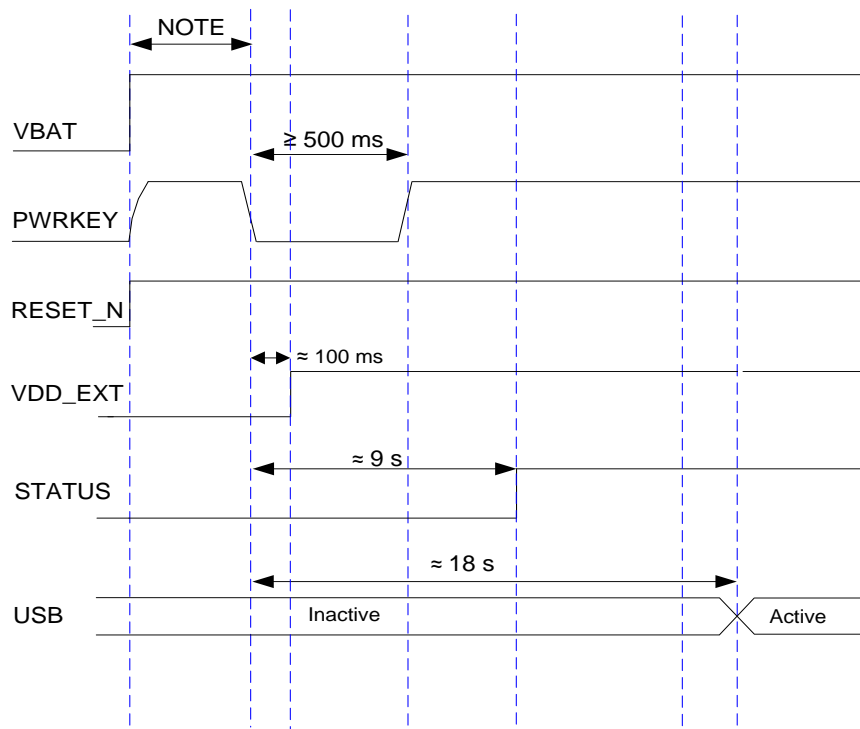 NOTE
VBAT
≥ 500 ms
PWRKEY
RESET_N
≈ 100 ms
VDD_EXT
≈ 9 s
STATUS
≈ 18 s
USB
Inactive
Active